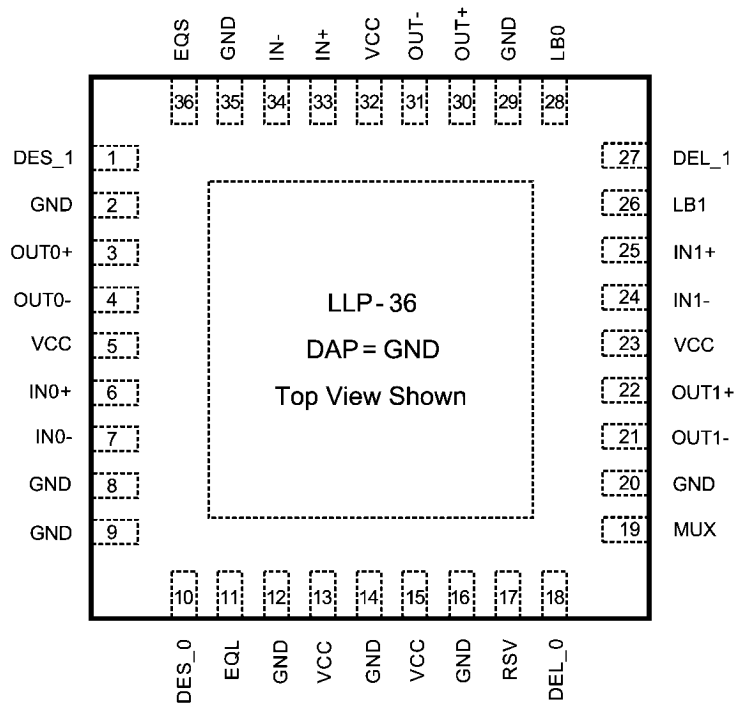 EQS GND IN- IN+ VCC OUT- OUT+ GND LB0
36 35 34 33 32 31 30 29 28
DES_1 1 27 DEL_1
GND 2 26 LB1
OUT0+ 3 25 IN1+
OUT0- 4 24 IN1-
VCC 5 23 VCC
IN0+ 6 22 OUT1+
IN0- 7 21 OUT1-
GND 8 20 GND
GND 9 19 MUX
LLP-36
DAP = GND
Top View Shown
10 11 12 13 14 15 16 17 18
DES_0 EQL GND VCC GND VCC GND RSV DEL_0